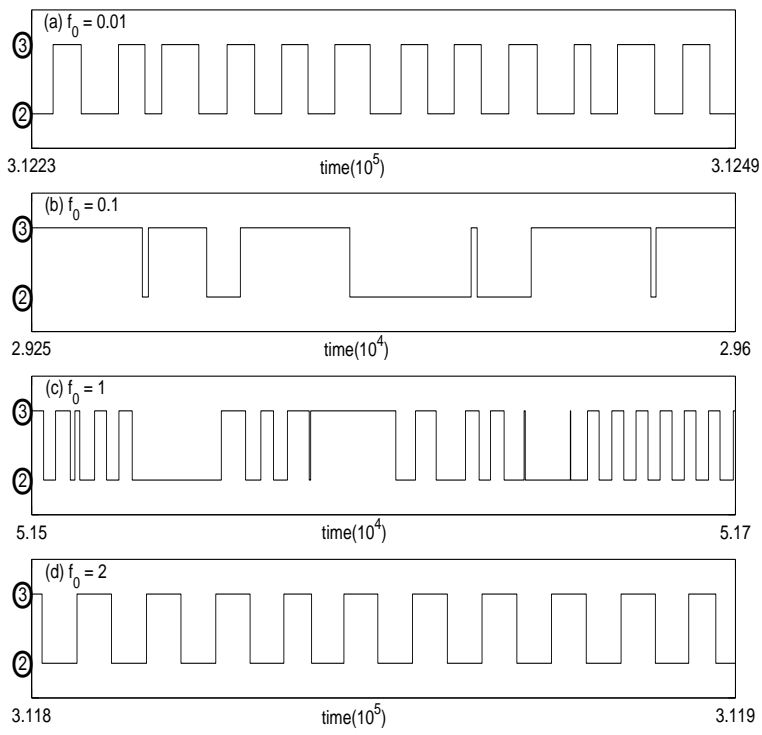 (a) f0 = 0.01
3
2
3.1223 time(10^5) 3.1249
(b) f0 = 0.1
3
2
2.925 time(10^4) 2.96
(c) f0 = 1
3
2
5.15 time(10^4) 5.17
(d) f0 = 2
3
2
3.118 time(10^5) 3.119